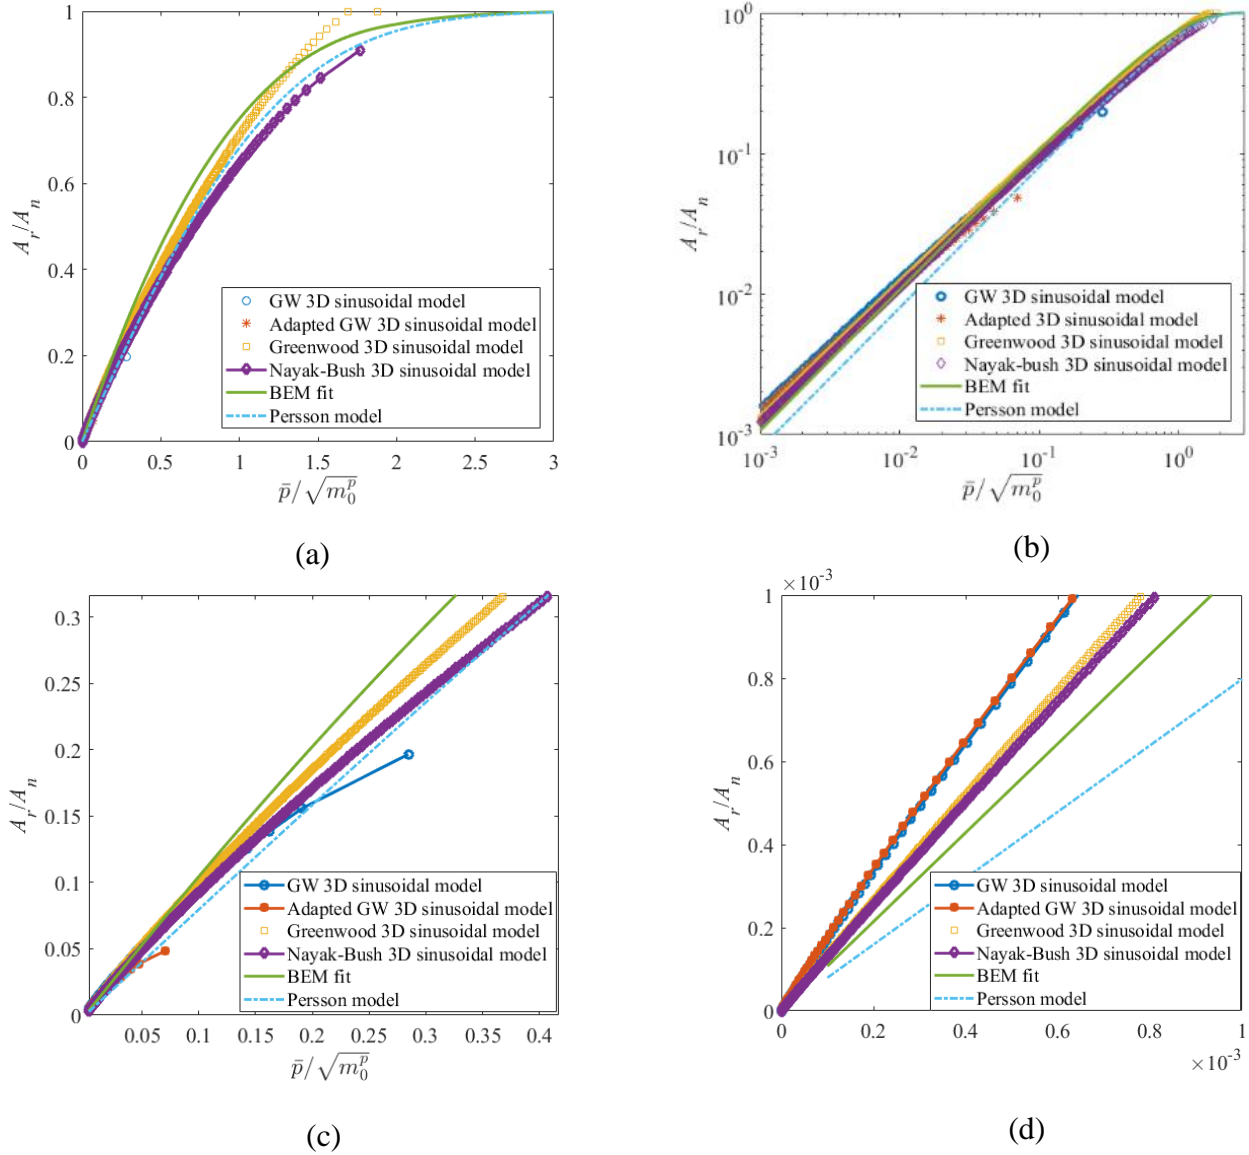 1
0.8
0.6
0.4
0.2
0
A_r/A_n
GW 3D sinusoidal model
Adapted GW 3D sinusoidal model
Greenwood 3D sinusoidal model
Nayak-Bush 3D sinusoidal model
BEM fit
Persson model
0 0.5 1 1.5 2 2.5 3
p̄/√m₀ᵖ
(a)
10⁰
10⁻¹
10⁻²
10⁻³
A_r/A_n
GW 3D sinusoidal model
Adapted 3D sinusoidal model
Greenwood 3D sinusoidal model
Nayak-bush 3D sinusoidal model
BEM fit
Persson model
10⁻³ 10⁻² 10⁻¹ 10⁰
p̄/√m₀ᵖ
(b)
0.3
0.25
0.2
0.15
0.1
0.05
0
A_r/A_n
GW 3D sinusoidal model
Adapted GW 3D sinusoidal model
Greenwood 3D sinusoidal model
Nayak-Bush 3D sinusoidal model
BEM fit
Persson model
0.05 0.1 0.15 0.2 0.25 0.3 0.35 0.4
p̄/√m₀ᵖ
(c)
×10⁻³
1
0.8
0.6
0.4
0.2
0
A_r/A_n
GW 3D sinusoidal model
Adapted GW 3D sinusoidal model
Greenwood 3D sinusoidal model
Nayak-Bush 3D sinusoidal model
BEM fit
Persson model
0 0.2 0.4 0.6 0.8 1
×10⁻³
(d)